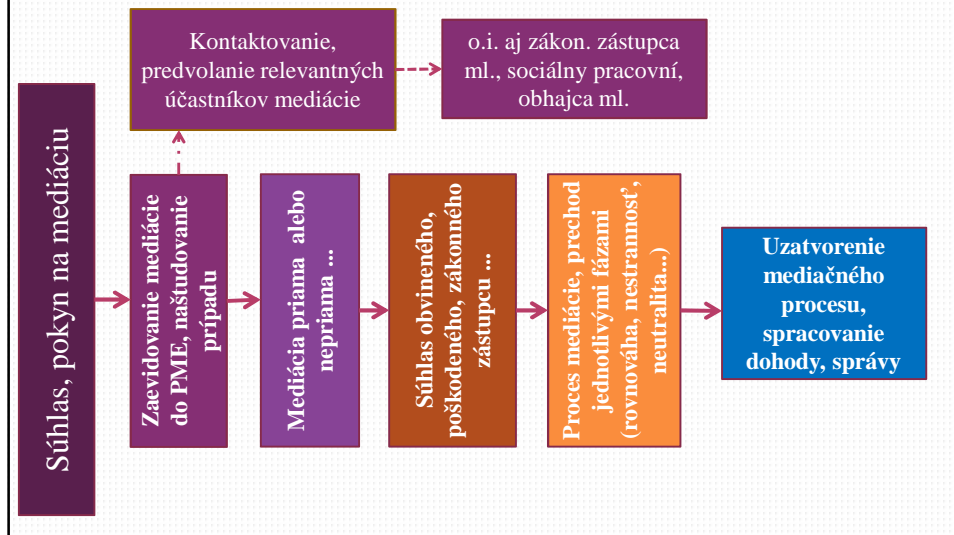 Súhlas, pokyn na mediáciu
Kontaktovanie,
predvolanie relevantných
účastníkov mediácie
o.i. aj zákon. zástupca
ml., sociálny pracovní,
obhajca ml.
Zaevidovanie mediácie
do PME, naštudovanie
prípadu
Mediácia priama alebo
nepriama ...
Súhlas obvineného,
poškodeného, zákonného
zástupcu ...
Proces mediácie, prechod
jednotlivými fázami
(rovnováha, nestrannosť,
neutralita...)
Uzatvorenie
mediačného
procesu,
spracovanie
dohody, správy